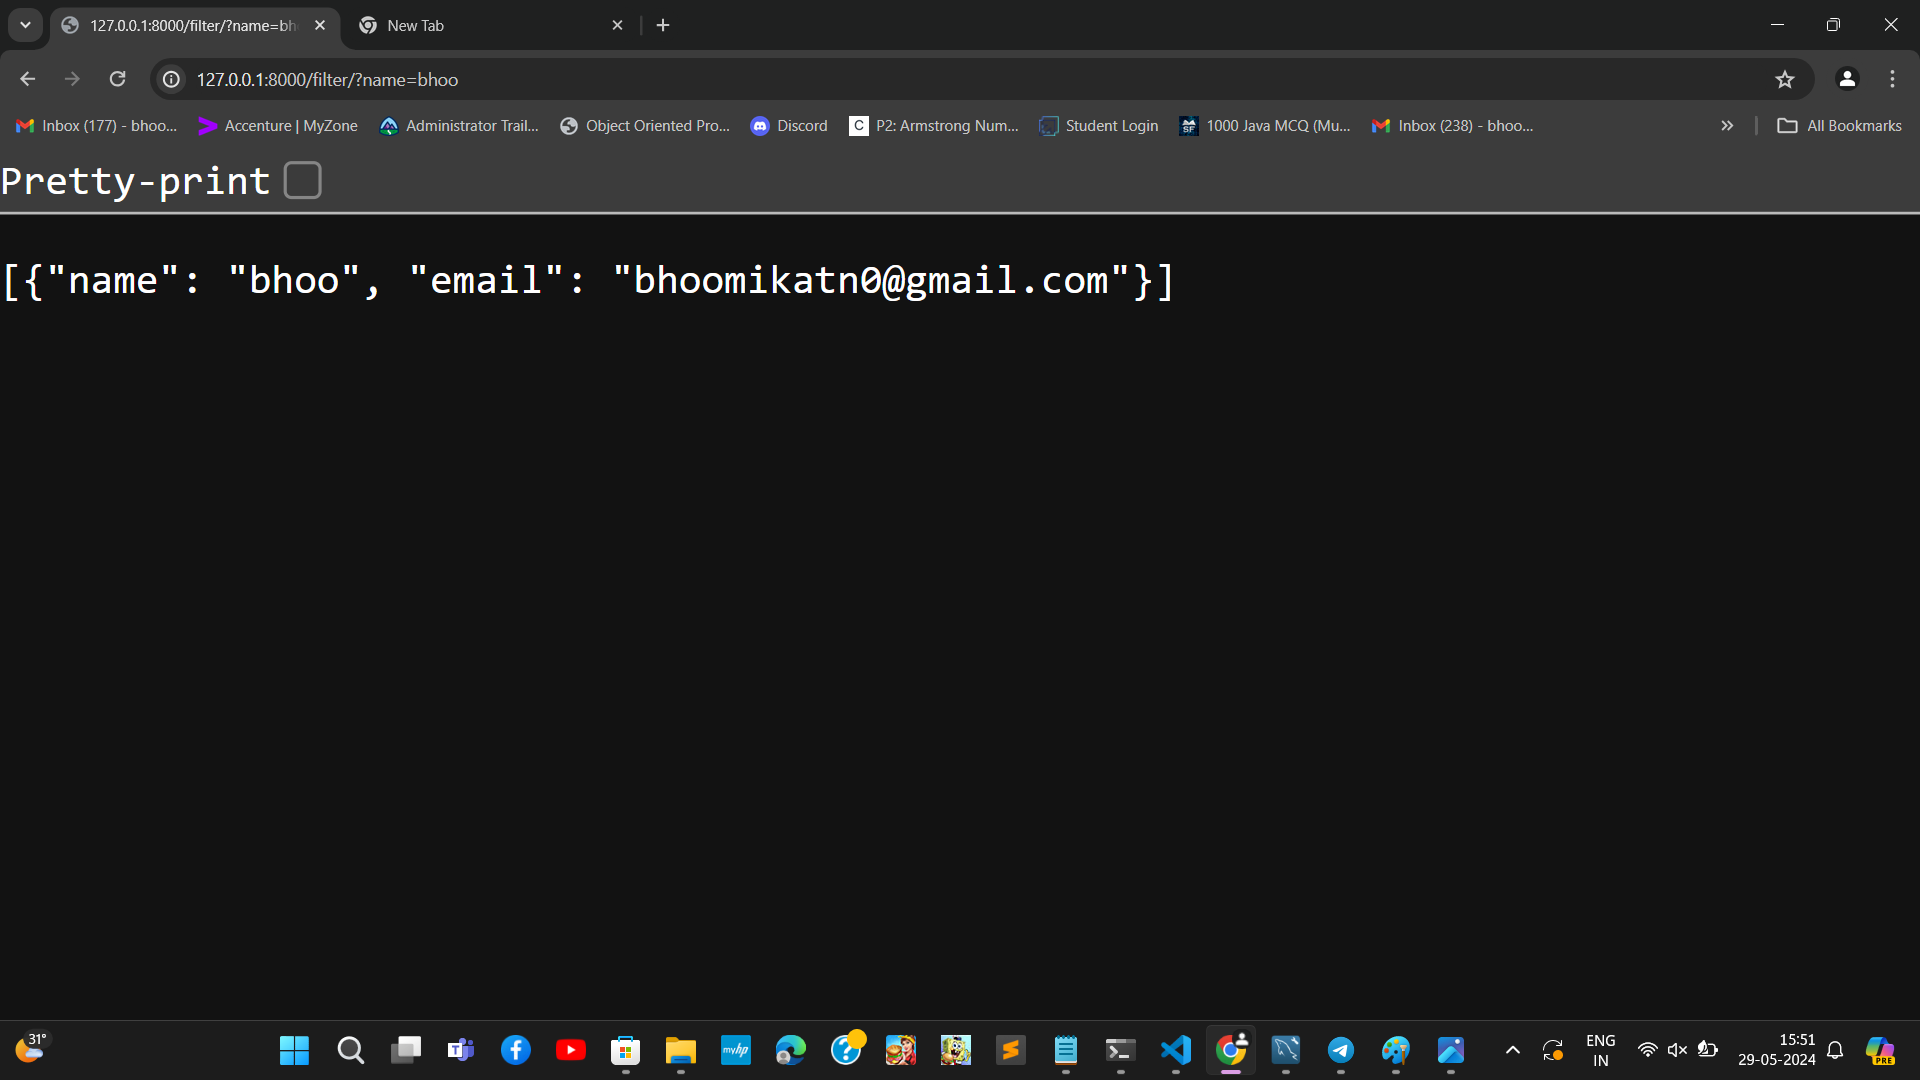 127.0.0.1:8000/filter/?name=bh
New Tab
127.0.0.1:8000/filter/?name=bhoo
Inbox (177) - bhoo...
Accenture | MyZone
Administrator Trail...
Object Oriented Pro...
Discord
C
P2: Armstrong Num...
Student Login
SF
1000 Java MCQ (Mu...
Inbox (238) - bhoo...
All Bookmarks
Pretty-print
[{"name": "bhoo", "email": "bhoomikatn0@gmail.com"}]
31°
myhp
ENG
IN
15:51
29-05-2024
PRE